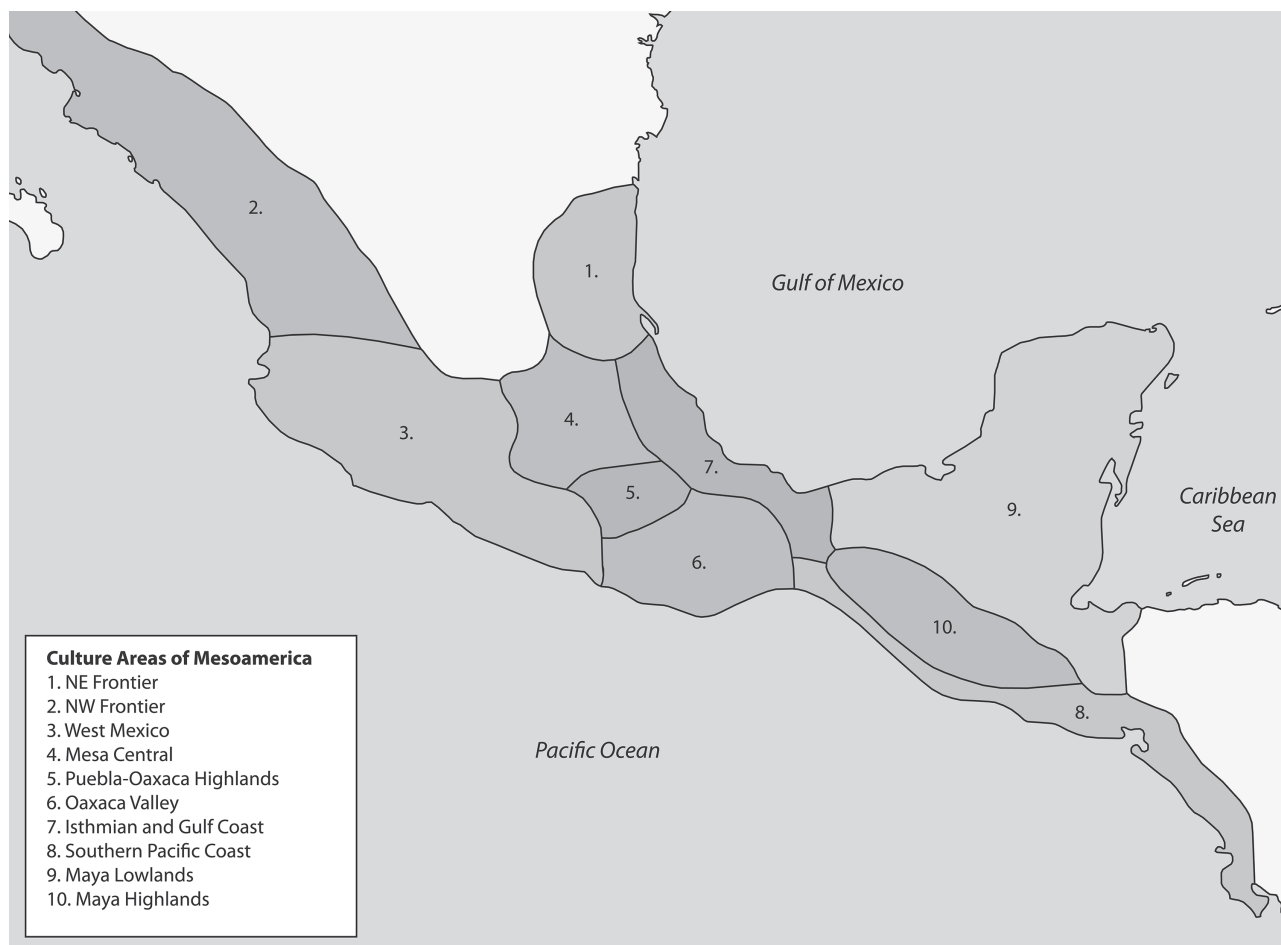 2.
1.
Gulf of Mexico
4.
3.
7.
5.
Caribbean
Sea
9.
6.
10.
8.
Pacific Ocean
Culture Areas of Mesoamerica
1. NE Frontier
2. NW Frontier
3. West Mexico
4. Mesa Central
5. Puebla-Oaxaca Highlands
6. Oaxaca Valley
7. Isthmian and Gulf Coast
8. Southern Pacific Coast
9. Maya Lowlands
10. Maya Highlands